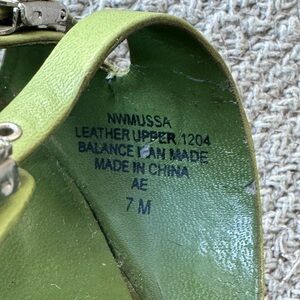 NWMUSSA
LEATHER UPPER 1204
BALANCE MAN MADE
MADE IN CHINA
AE
7 M